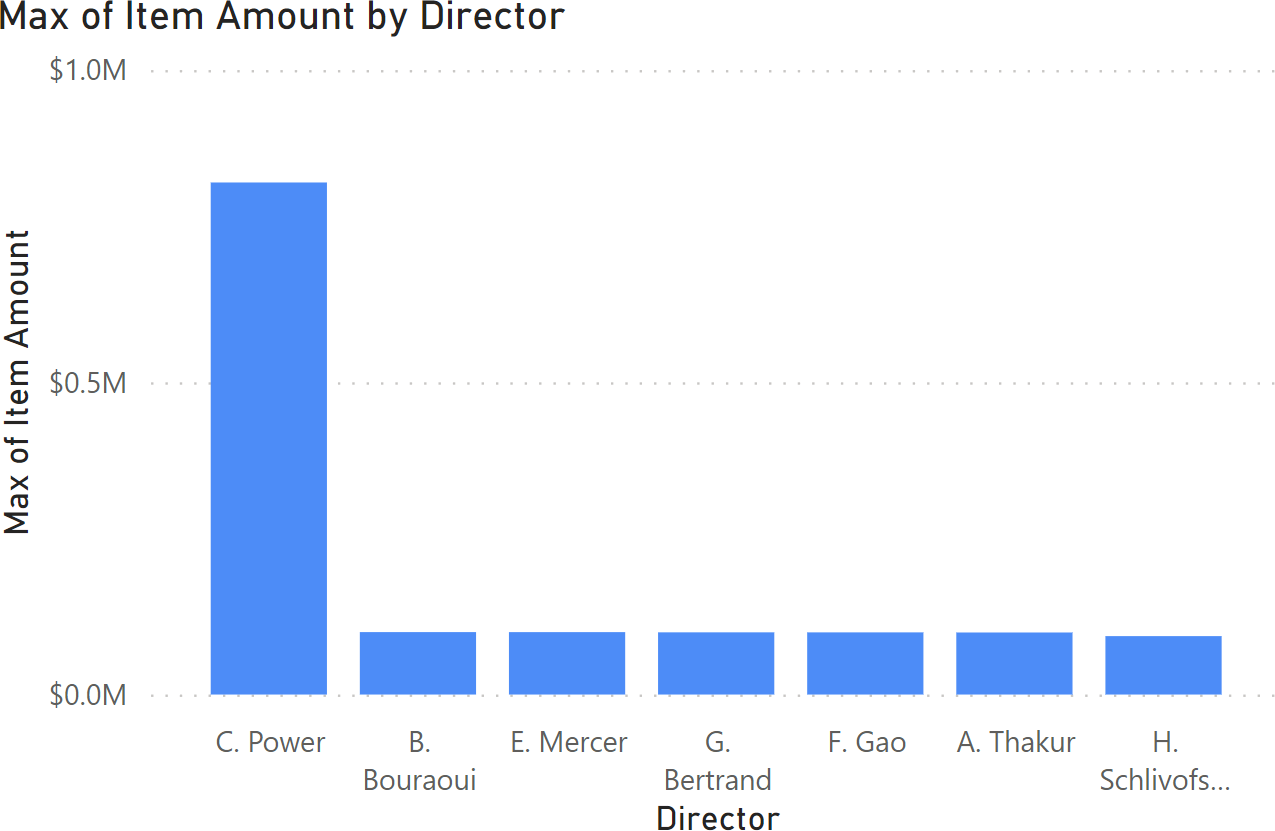 Max of Item Amount by Director
$1.0M
$0.5M
$0.0M
Max of Item Amount
C. Power
B.
Bouraoui
E. Mercer
G.
Bertrand
F. Gao
A. Thakur
H.
Schlivofs...
Director